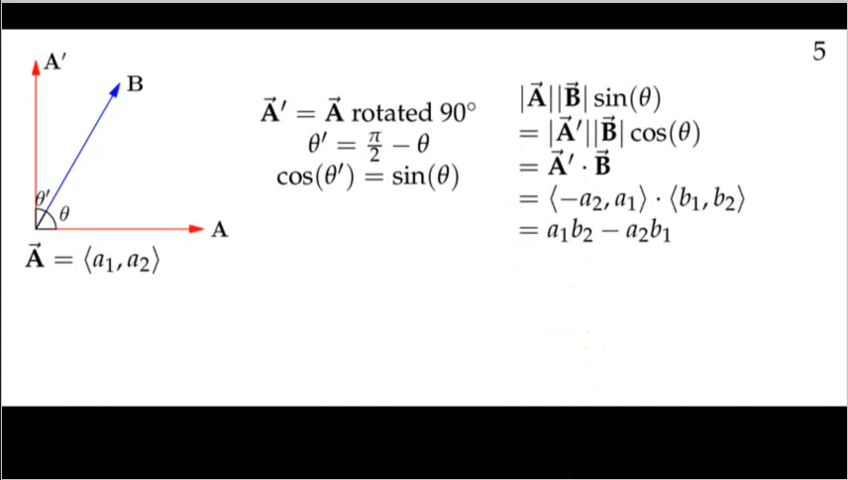 5
A′
B
θ′
θ
A
A⃗ = ⟨a₁, a₂⟩
A⃗′ = A⃗ rotated 90°
θ′ = π/2 − θ
cos(θ′) = sin(θ)
|A⃗||B⃗| sin(θ)
= |A⃗′||B⃗| cos(θ)
= A⃗′ · B⃗
= ⟨−a₂, a₁⟩ · ⟨b₁, b₂⟩
= a₁b₂ − a₂b₁